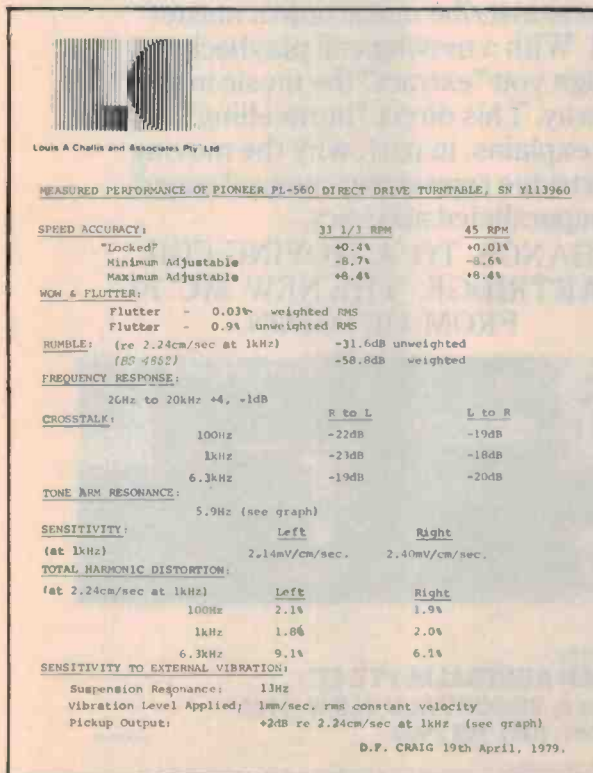 Louis A Challis and Associates Pty Ltd
MEASURED PERFORMANCE OF PIONEER PL-560 DIRECT DRIVE TURNTABLE, SN Y113960
SPEED ACCURACY: 33 1/3 RPM 45 RPM
"Locked" +0.4% +0.01%
Minimum Adjustable -8.7% -8.6%
Maximum Adjustable +8.4% +8.4%
WOW & FLUTTER:
Flutter - 0.03% weighted RMS
Flutter - 0.9% unweighted RMS
RUMBLE: (re 2.24cm/sec at 1kHz) -31.6dB unweighted
(BS 4852) -58.8dB weighted
FREQUENCY RESPONSE:
20Hz to 20kHz +4, -1dB
CROSSTALK: R to L L to R
100Hz -22dB -19dB
1kHz -23dB -18dB
6.3kHz -19dB -20dB
TONE ARM RESONANCE:
5.9Hz (see graph)
SENSITIVITY: Left Right
(at 1kHz) 2.14mV/cm/sec. 2.40mV/cm/sec.
TOTAL HARMONIC DISTORTION:
(at 2.24cm/sec at 1kHz) Left Right
100Hz 2.1% 1.9%
1kHz 1.8% 2.0%
6.3kHz 9.1% 6.1%
SENSITIVITY TO EXTERNAL VIBRATION:
Suspension Resonance: 13Hz
Vibration Level Applied: 1mm/sec. rms constant velocity
Pickup Output: +2dB re 2.24cm/sec at 1kHz (see graph)
D.F. CRAIG 19th April, 1979.